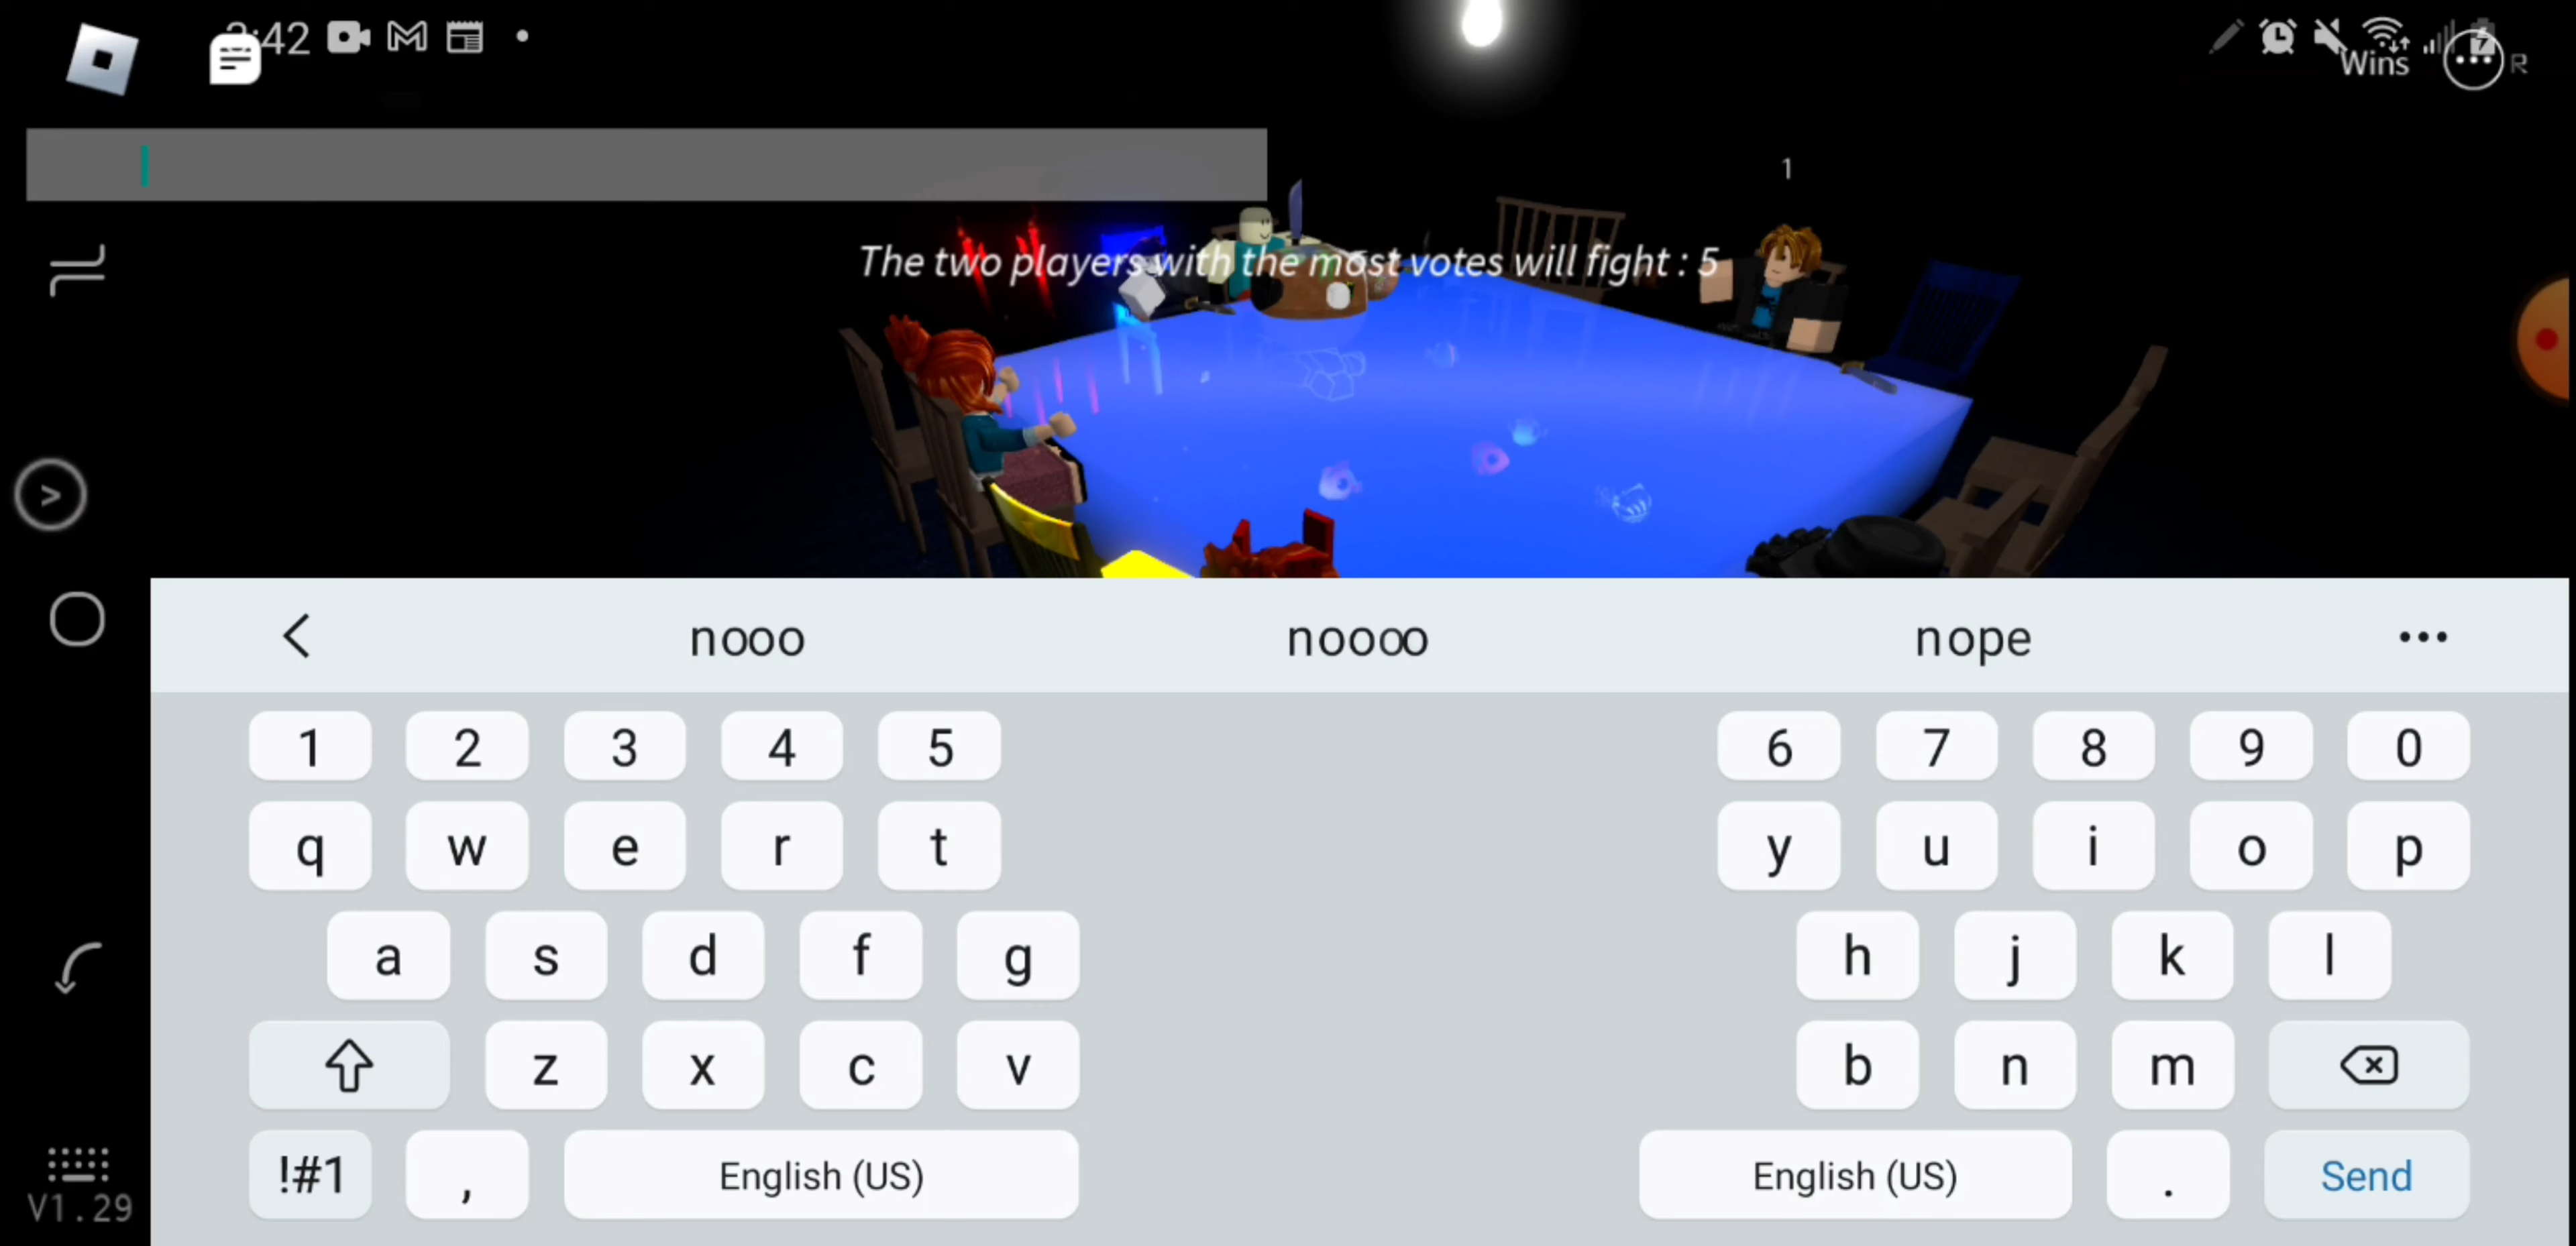 :42
Wins
R
1
The two players with the most votes will fight : 5
>
nooo noooo nope
1 2 3 4 5 6 7 8 9 0
q w e r t y u i o p
a s d f g h j k l
z x c v b n m
!#1 , English (US) English (US) . Send
V1.29